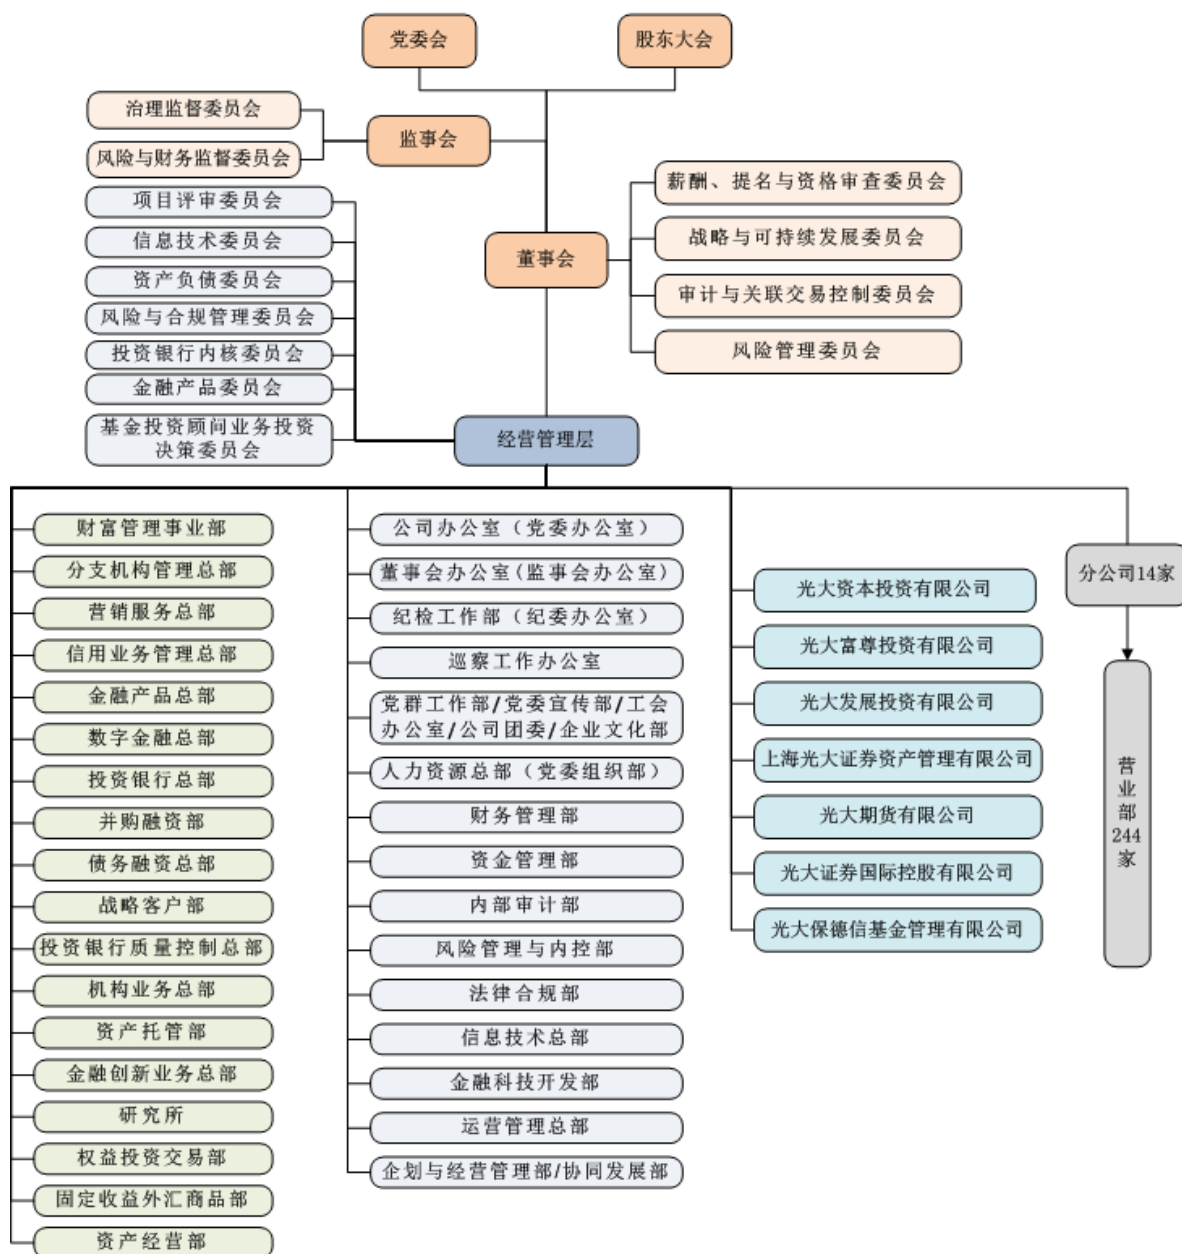 党委会
股东大会
治理监督委员会
监事会
风险与财务监督委员会
薪酬、提名与资格审查委员会
战略与可持续发展委员会
董事会
审计与关联交易控制委员会
风险管理委员会
项目评审委员会
信息技术委员会
资产负债委员会
风险与合规管理委员会
投资银行内核委员会
金融产品委员会
基金投资顾问业务投资
决策委员会
经营管理层
财富管理事业部
分支机构管理总部
营销服务总部
信用业务管理总部
金融产品总部
数字金融总部
投资银行总部
并购融资部
债务融资总部
战略客户部
投资银行质量控制总部
机构业务总部
资产托管部
金融创新业务总部
研究所
权益投资交易部
固定收益外汇商品部
资产经营部
公司办公室（党委办公室）
董事会办公室(监事会办公室)
纪检工作部（纪委办公室）
巡察工作办公室
党群工作部/党委宣传部/工会
办公室/公司团委/企业文化部
人力资源总部（党委组织部）
财务管理部
资金管理部
内部审计部
风险管理与内控部
法律合规部
信息技术总部
金融科技开发部
运营管理总部
企划与经营管理部/协同发展部
光大资本投资有限公司
光大富尊投资有限公司
光大发展投资有限公司
上海光大证券资产管理有限公司
光大期货有限公司
光大证券国际控股有限公司
光大保德信基金管理有限公司
分公司14家
营
业
部
244
家